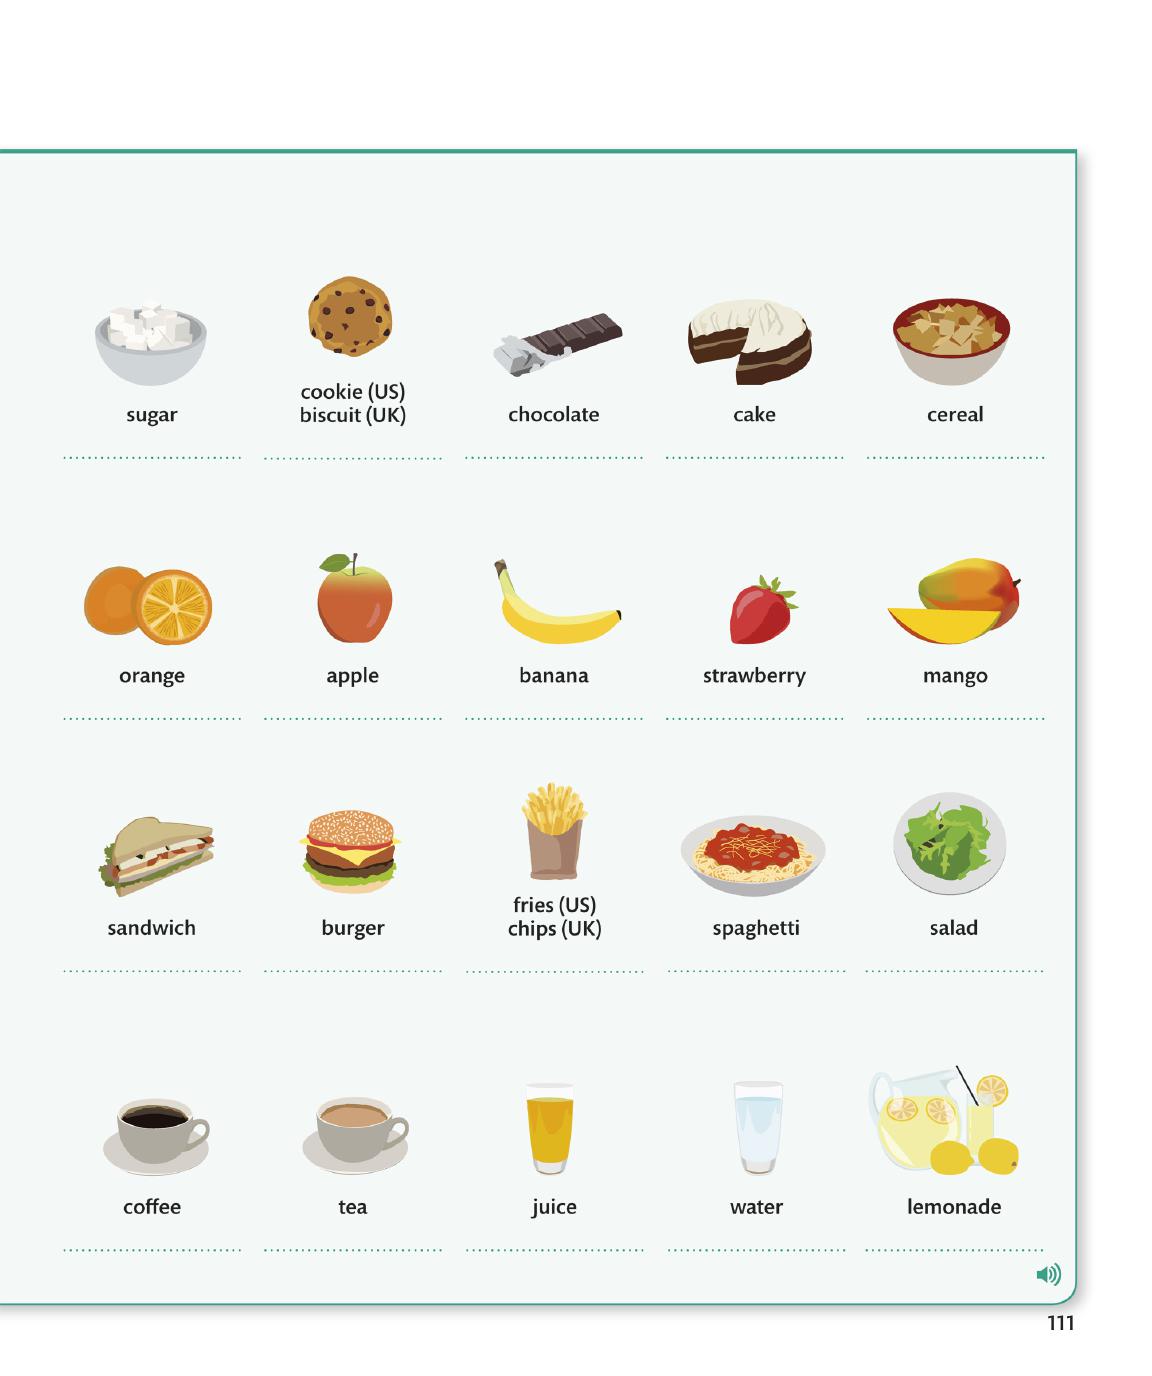 sugar
cookie (US)
biscuit (UK)
chocolate
cake
cereal
orange
apple
banana
strawberry
mango
sandwich
burger
fries (US)
chips (UK)
spaghetti
salad
coffee
tea
juice
water
lemonade
111